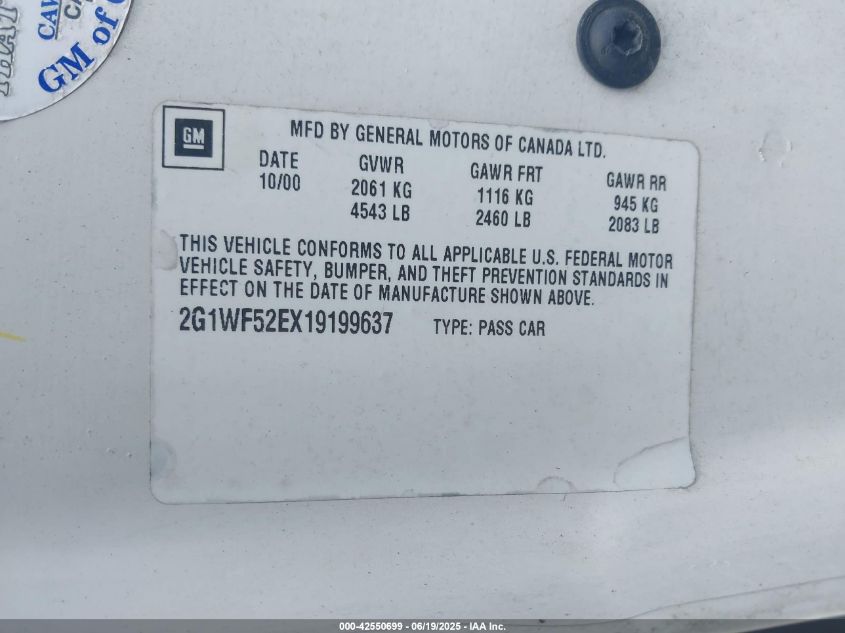 CAW
GM of C
GM
MFD BY GENERAL MOTORS OF CANADA LTD.
DATE GVWR GAWR FRT GAWR RR
10/00 2061 KG 1116 KG 945 KG
4543 LB 2460 LB 2083 LB
THIS VEHICLE CONFORMS TO ALL APPLICABLE U.S. FEDERAL MOTOR
VEHICLE SAFETY, BUMPER, AND THEFT PREVENTION STANDARDS IN
EFFECT ON THE DATE OF MANUFACTURE SHOWN ABOVE.
2G1WF52EX19199637 TYPE: PASS CAR
000-42550699 - 06/19/2025 - IAA Inc.